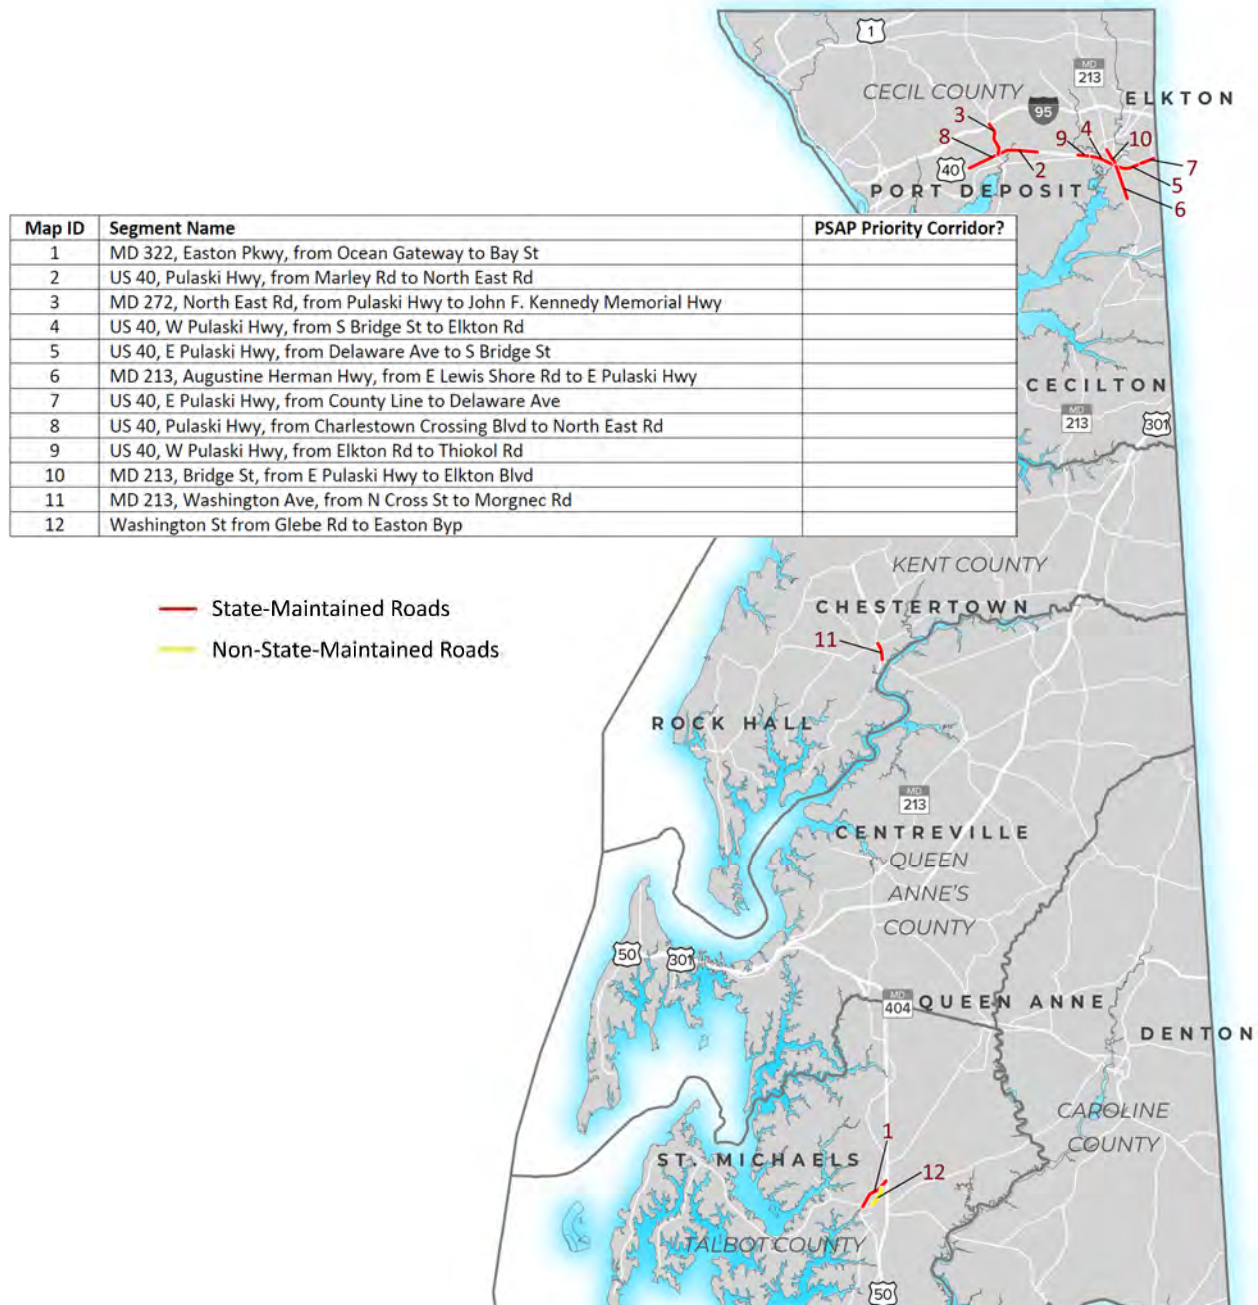 1
MD
213
CECIL COUNTY
ELKTON
95
3
4
8
9
10
40
2
7
PORT DEPOSIT
5
6
Map ID Segment Name PSAP Priority Corridor?
1 MD 322, Easton Pkwy, from Ocean Gateway to Bay St
2 US 40, Pulaski Hwy, from Marley Rd to North East Rd
3 MD 272, North East Rd, from Pulaski Hwy to John F. Kennedy Memorial Hwy
4 US 40, W Pulaski Hwy, from S Bridge St to Elkton Rd
5 US 40, E Pulaski Hwy, from Delaware Ave to S Bridge St
6 MD 213, Augustine Herman Hwy, from E Lewis Shore Rd to E Pulaski Hwy
7 US 40, E Pulaski Hwy, from County Line to Delaware Ave
8 US 40, Pulaski Hwy, from Charlestown Crossing Blvd to North East Rd
9 US 40, W Pulaski Hwy, from Elkton Rd to Thiokol Rd
10 MD 213, Bridge St, from E Pulaski Hwy to Elkton Blvd
11 MD 213, Washington Ave, from N Cross St to Morgnec Rd
12 Washington St from Glebe Rd to Easton Byp
CECILTON
MD
213
301
KENT COUNTY
State-Maintained Roads
CHESTERTOWN
Non-State-Maintained Roads
11
ROCK HALL
MD
213
CENTREVILLE
QUEEN
ANNE'S
COUNTY
50
301
MD
404
QUEEN ANNE
DENTON
CAROLINE
COUNTY
1
ST. MICHAELS
12
TALBOT COUNTY
50